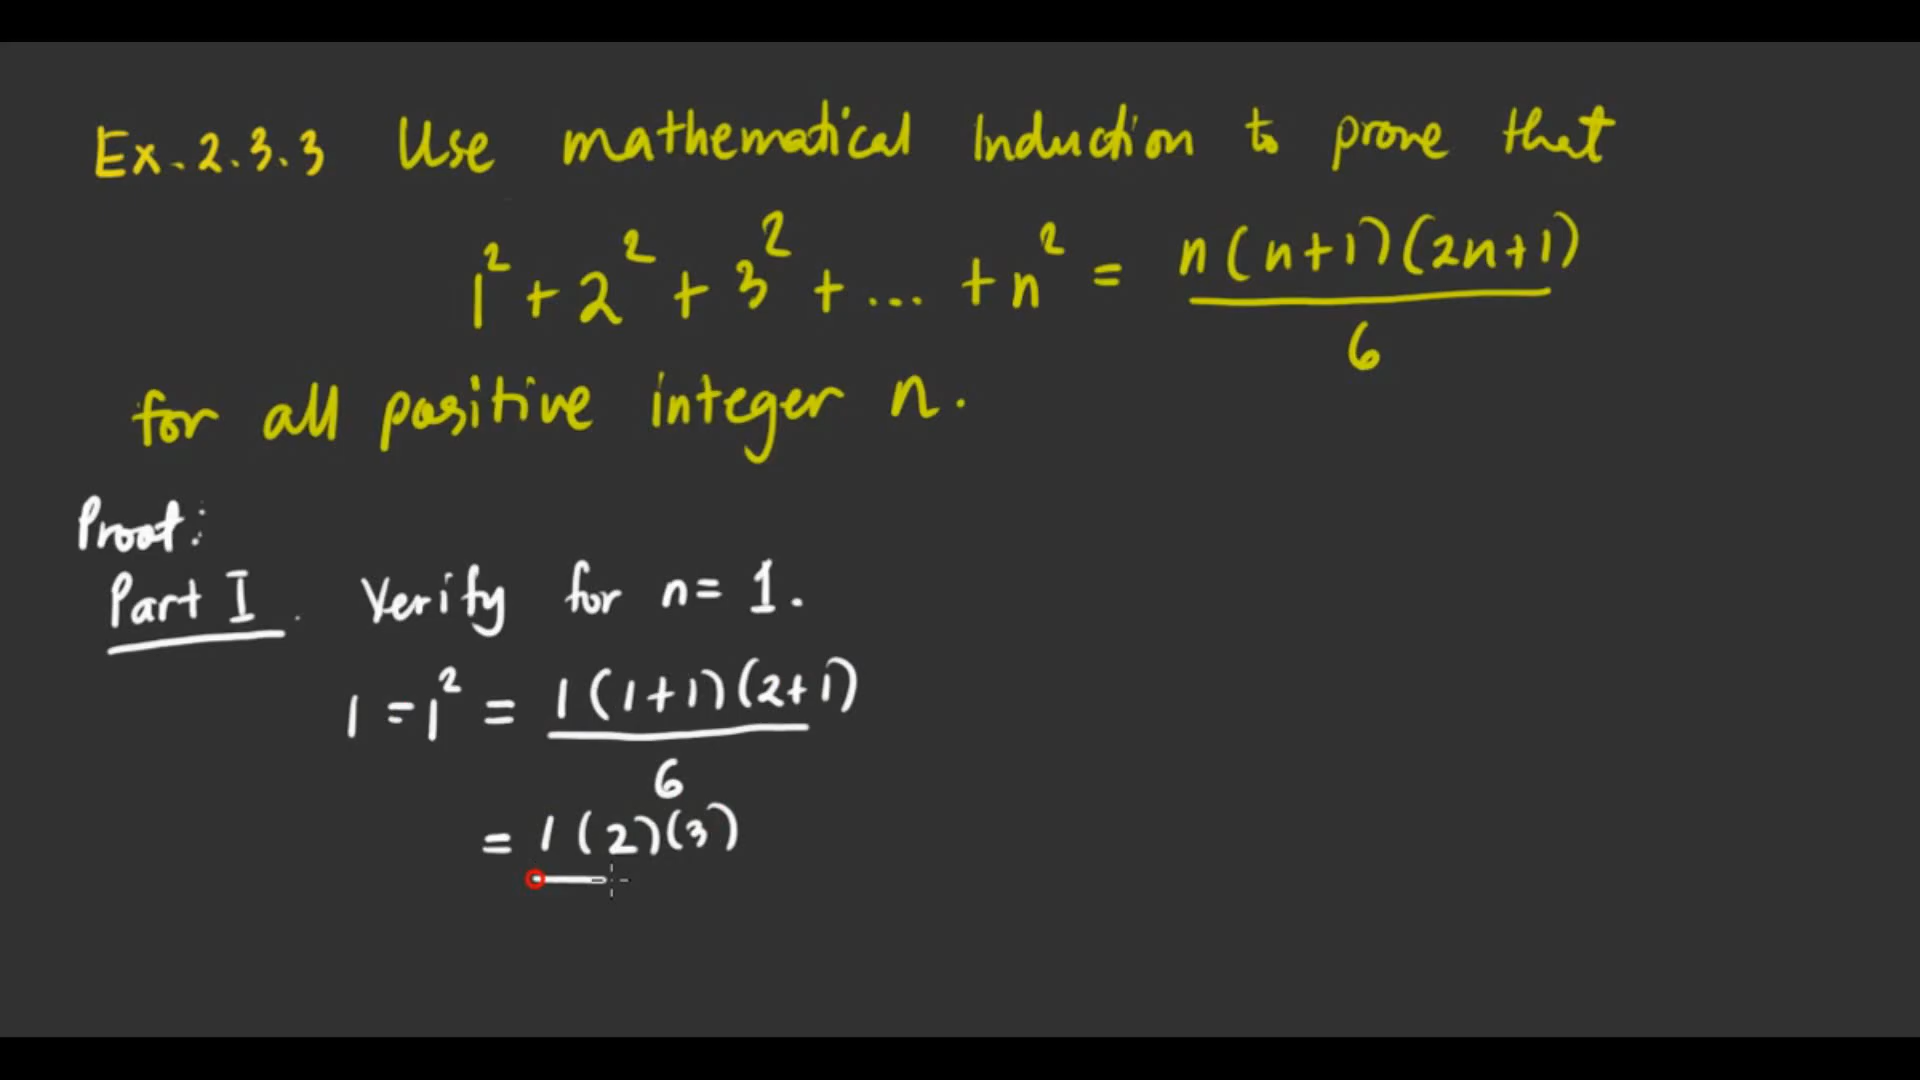 Ex. 2.3.3 Use mathematical Induction to prove that
1² + 2² + 3² + ... + n² = n(n+1)(2n+1)
6
for all positive integer n.
Proof:
Part I. Verify for n = 1.
1 = 1² = 1(1+1)(2+1)
6
= 1(2)(3)